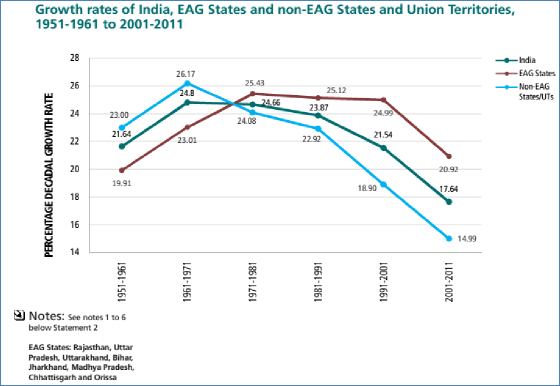 Growth rates of India, EAG States and non-EAG States and Union Territories,
1951-1961 to 2001-2011
PERCENTAGE DECADAL GROWTH RATE
28
26
24
22
20
18
16
14
23.00
21.64
19.91
26.17
24.8
23.01
25.43
24.66
24.08
25.12
23.87
22.92
24.99
21.54
18.90
20.92
17.64
14.99
1951-1961
1961-1971
1971-1981
1981-1991
1991-2001
2001-2011
India
EAG States
Non-EAG
States/UTs
Notes: See notes 1 to 6
below Statement 2
EAG States: Rajasthan, Uttar
Pradesh, Uttarakhand, Bihar,
Jharkhand, Madhya Pradesh,
Chhattisgarh and Orissa